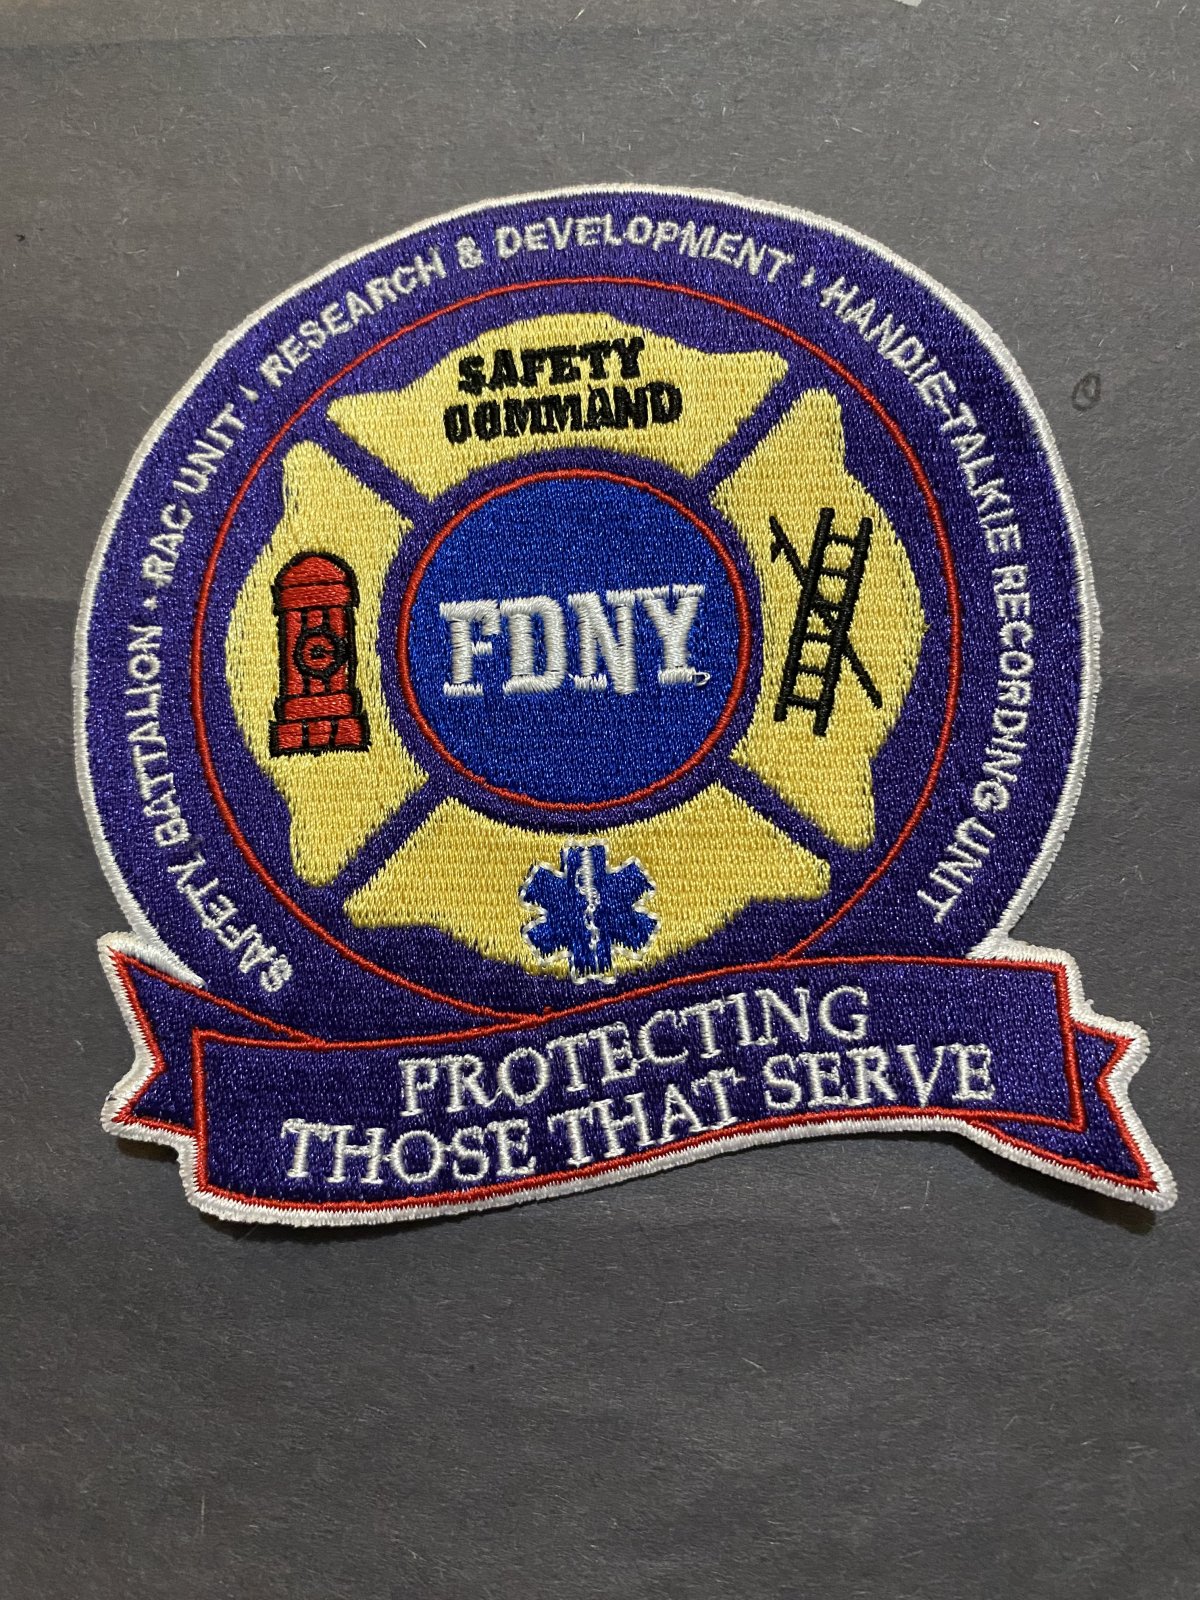 SAFETY BATTALION • RAC UNIT • RESEARCH & DEVELOPMENT • HANDIE-TALKIE RECORDING UNIT
SAFETY
COMMAND
FDNY
PROTECTING
THOSE THAT SERVE